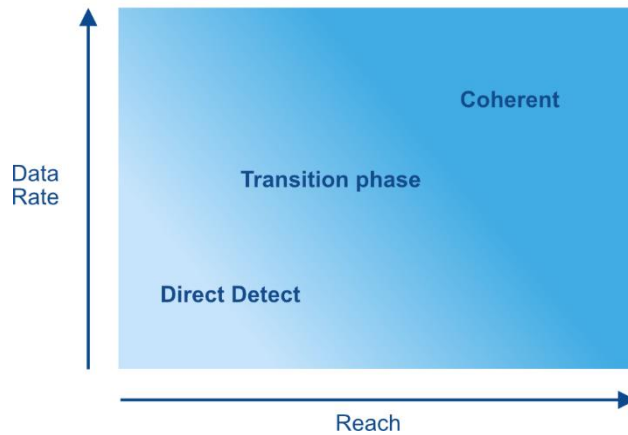 Coherent
Transition phase
Data
Rate
Direct Detect
Reach